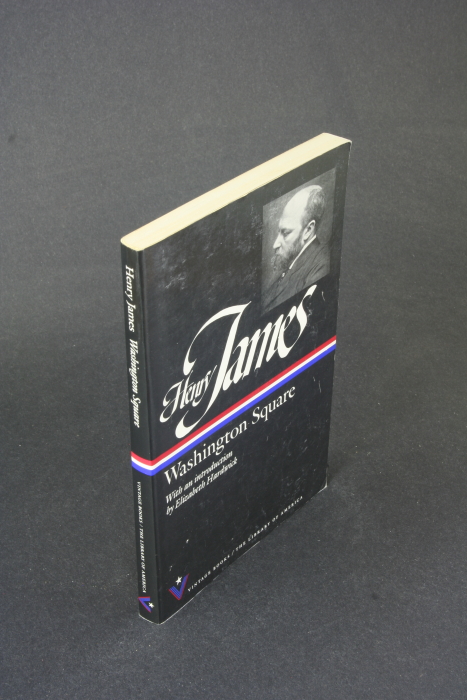 Henry James
Washington Square
With an introduction
by Elizabeth Hardwick
VINTAGE BOOKS / THE LIBRARY OF AMERICA
Henry James Washington Square
VINTAGE BOOKS / THE LIBRARY OF AMERICA